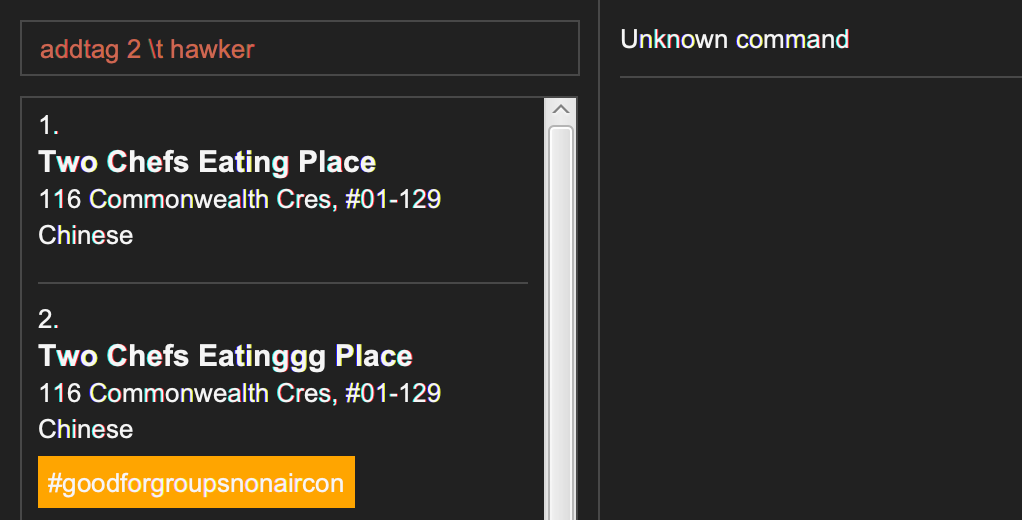 addtag 2 \t hawker
Unknown command
1.
Two Chefs Eating Place
116 Commonwealth Cres, #01-129
Chinese
2.
Two Chefs Eatinggg Place
116 Commonwealth Cres, #01-129
Chinese
#goodforgroupsnonaircon